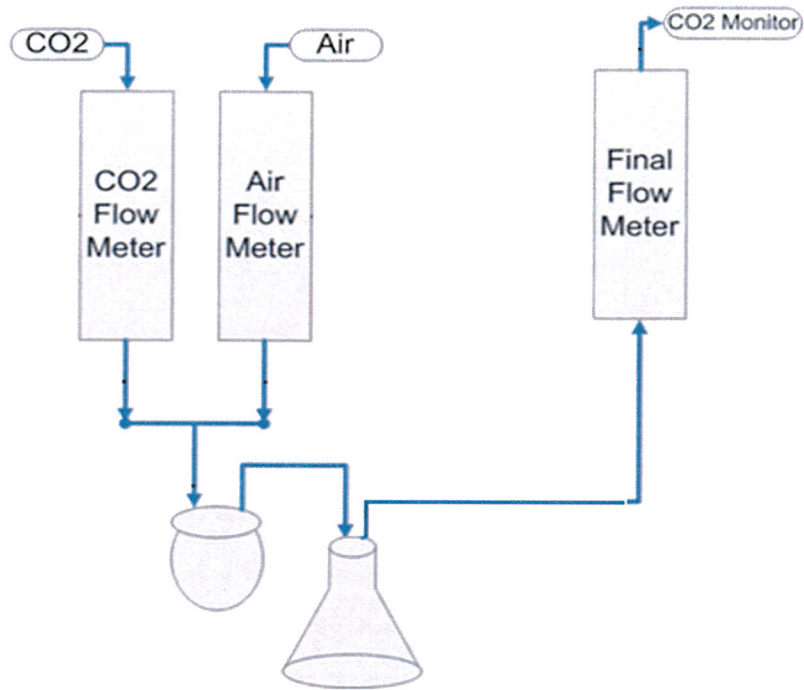 CO2
Air
CO2 Monitor
CO2
Flow
Meter
Air
Flow
Meter
Final
Flow
Meter